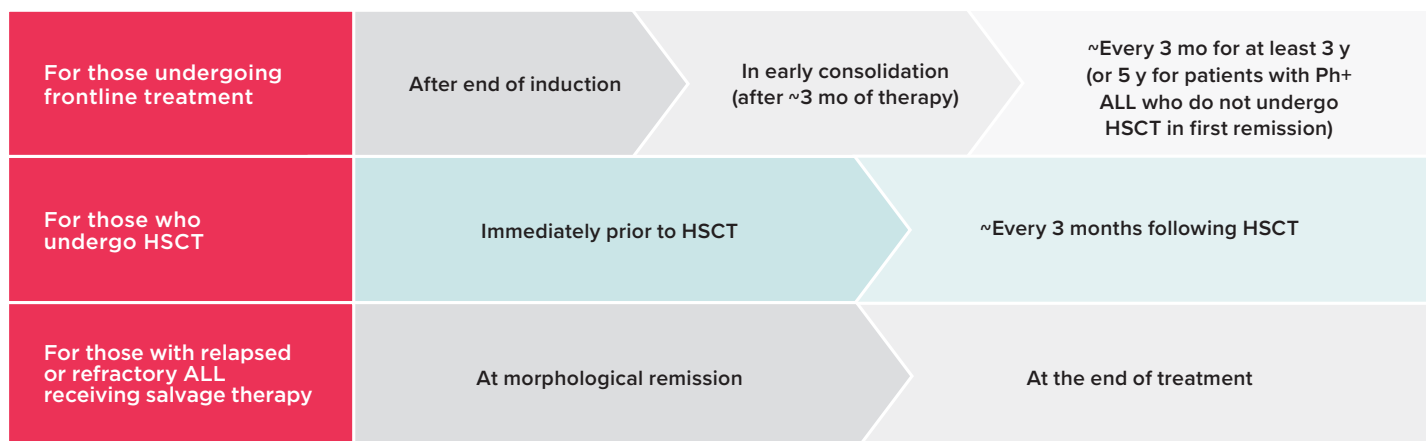 For those undergoing
frontline treatment
After end of induction
In early consolidation
(after ~3 mo of therapy)
~Every 3 mo for at least 3 y
(or 5 y for patients with Ph+
ALL who do not undergo
HSCT in first remission)
For those who
undergo HSCT
Immediately prior to HSCT
~Every 3 months following HSCT
For those with relapsed
or refractory ALL
receiving salvage therapy
At morphological remission
At the end of treatment